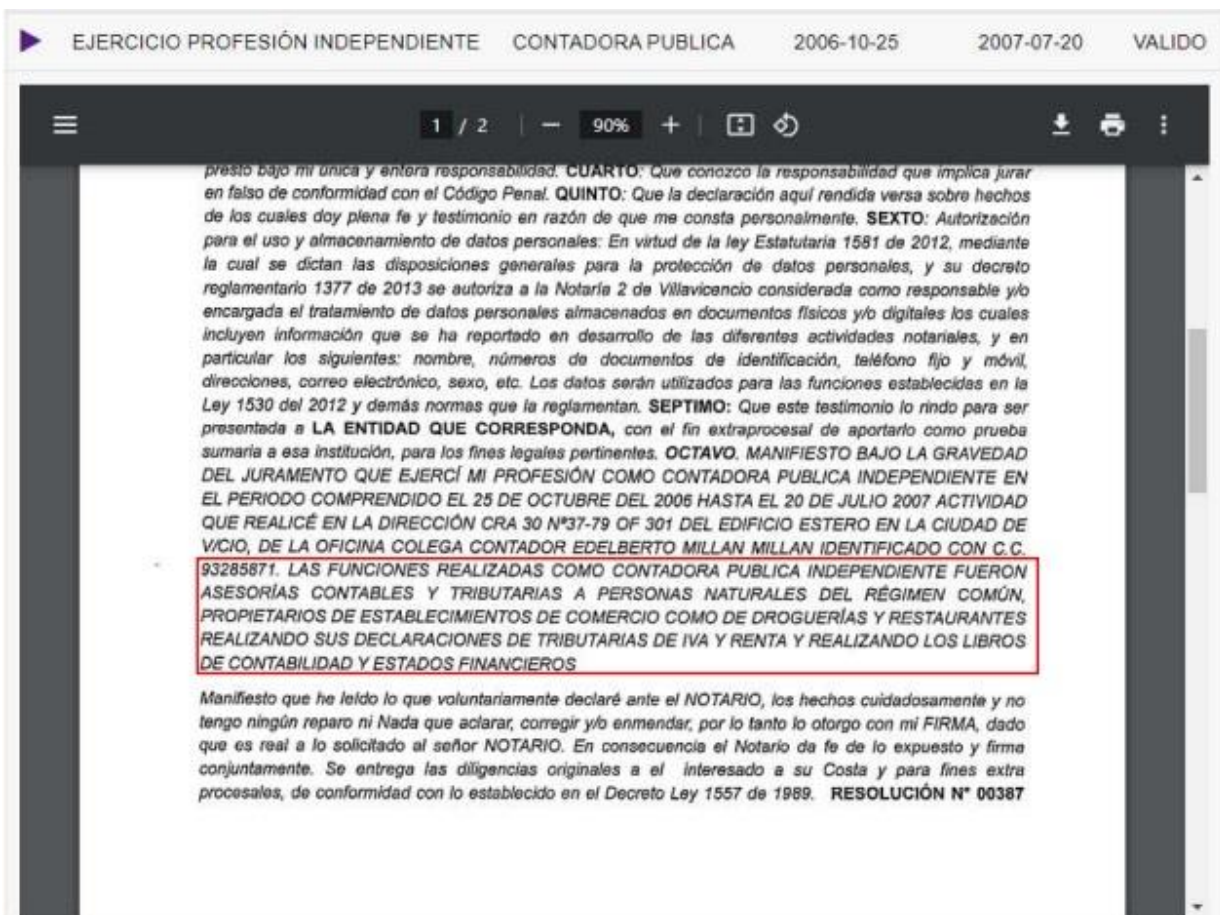 EJERCICIO PROFESIÓN INDEPENDIENTE CONTADORA PUBLICA 2006-10-25 2007-07-20 VALIDO
1 / 2 90%
presto bajo mi única y entera responsabilidad. CUARTO: Que conozco la responsabilidad que implica jurar
en falso de conformidad con el Código Penal. QUINTO: Que la declaración aquí rendida versa sobre hechos
de los cuales doy plena fe y testimonio en razón de que me consta personalmente. SEXTO: Autorización
para el uso y almacenamiento de datos personales: En virtud de la ley Estatutaria 1581 de 2012, mediante
la cual se dictan las disposiciones generales para la protección de datos personales, y su decreto
reglamentario 1377 de 2013 se autoriza a la Notaría 2 de Villavicencio considerada como responsable y/o
encargada el tratamiento de datos personales almacenados en documentos físicos y/o digitales los cuales
incluyen información que se ha reportado en desarrollo de las diferentes actividades notariales, y en
particular los siguientes: nombre, números de documentos de identificación, teléfono fijo y móvil,
direcciones, correo electrónico, sexo, etc. Los datos serán utilizados para las funciones establecidas en la
Ley 1530 del 2012 y demás normas que la reglamentan. SEPTIMO: Que este testimonio lo rindo para ser
presentada a LA ENTIDAD QUE CORRESPONDA, con el fin extraprocesal de aportarlo como prueba
sumaria a esa institución, para los fines legales pertinentes. OCTAVO. MANIFIESTO BAJO LA GRAVEDAD
DEL JURAMENTO QUE EJERCÍ MI PROFESIÓN COMO CONTADORA PUBLICA INDEPENDIENTE EN
EL PERIODO COMPRENDIDO EL 25 DE OCTUBRE DEL 2006 HASTA EL 20 DE JULIO 2007 ACTIVIDAD
QUE REALICÉ EN LA DIRECCIÓN CRA 30 Nª37-79 OF 301 DEL EDIFICIO ESTERO EN LA CIUDAD DE
V/CIO, DE LA OFICINA COLEGA CONTADOR EDELBERTO MILLAN MILLAN IDENTIFICADO CON C.C.
93285871. LAS FUNCIONES REALIZADAS COMO CONTADORA PUBLICA INDEPENDIENTE FUERON
ASESORÍAS CONTABLES Y TRIBUTARIAS A PERSONAS NATURALES DEL RÉGIMEN COMÚN,
PROPIETARIOS DE ESTABLECIMIENTOS DE COMERCIO COMO DE DROGUERÍAS Y RESTAURANTES
REALIZANDO SUS DECLARACIONES DE TRIBUTARIAS DE IVA Y RENTA Y REALIZANDO LOS LIBROS
DE CONTABILIDAD Y ESTADOS FINANCIEROS
Manifiesto que he leído lo que voluntariamente declaré ante el NOTARIO, los hechos cuidadosamente y no
tengo ningún reparo ni Nada que aclarar, corregir y/o enmendar, por lo tanto lo otorgo con mi FIRMA, dado
que es real a lo solicitado al señor NOTARIO. En consecuencia el Notario da fe de lo expuesto y firma
conjuntamente. Se entrega las diligencias originales a el interesado a su Costa y para fines extra
procesales, de conformidad con lo establecido en el Decreto Ley 1557 de 1989. RESOLUCIÓN N° 00387